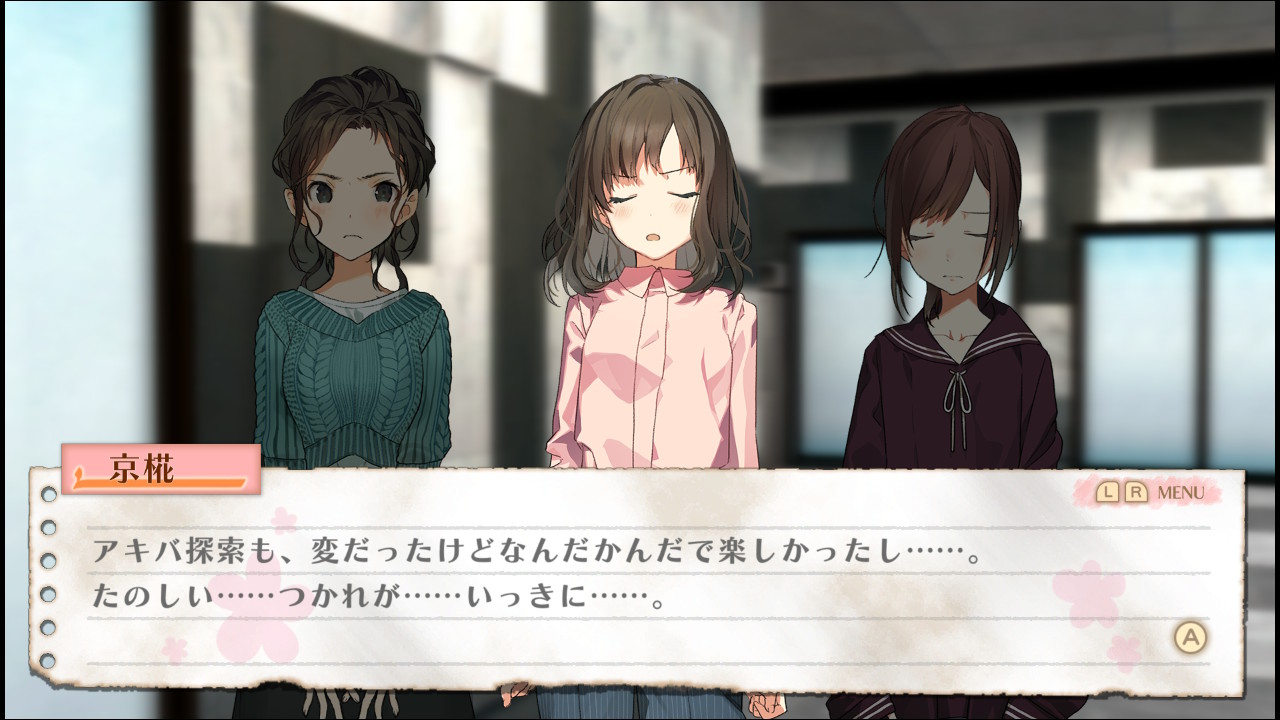 京椛
L R MENU
アキバ探索も、変だったけどなんだかんだで楽しかったし……。
たのしい……つかれが……いっきに……。
A